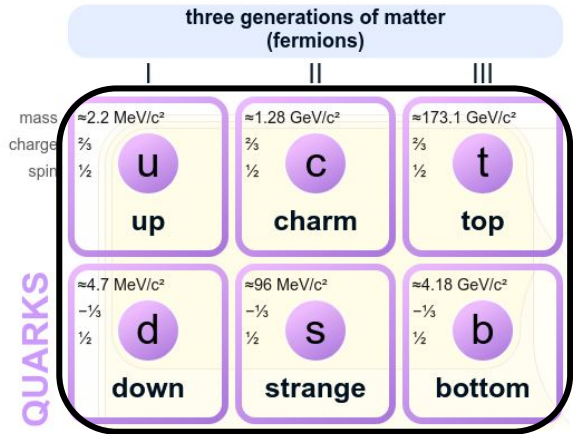 three generations of matter
(fermions)
I II III
mass ≈2.2 MeV/c² ≈1.28 GeV/c² ≈173.1 GeV/c²
charge ⅔ ⅔ ⅔
spin ½ ½ ½
u c t
up charm top
QUARKS
≈4.7 MeV/c² ≈96 MeV/c² ≈4.18 GeV/c²
−⅓ −⅓ −⅓
½ ½ ½
d s b
down strange bottom